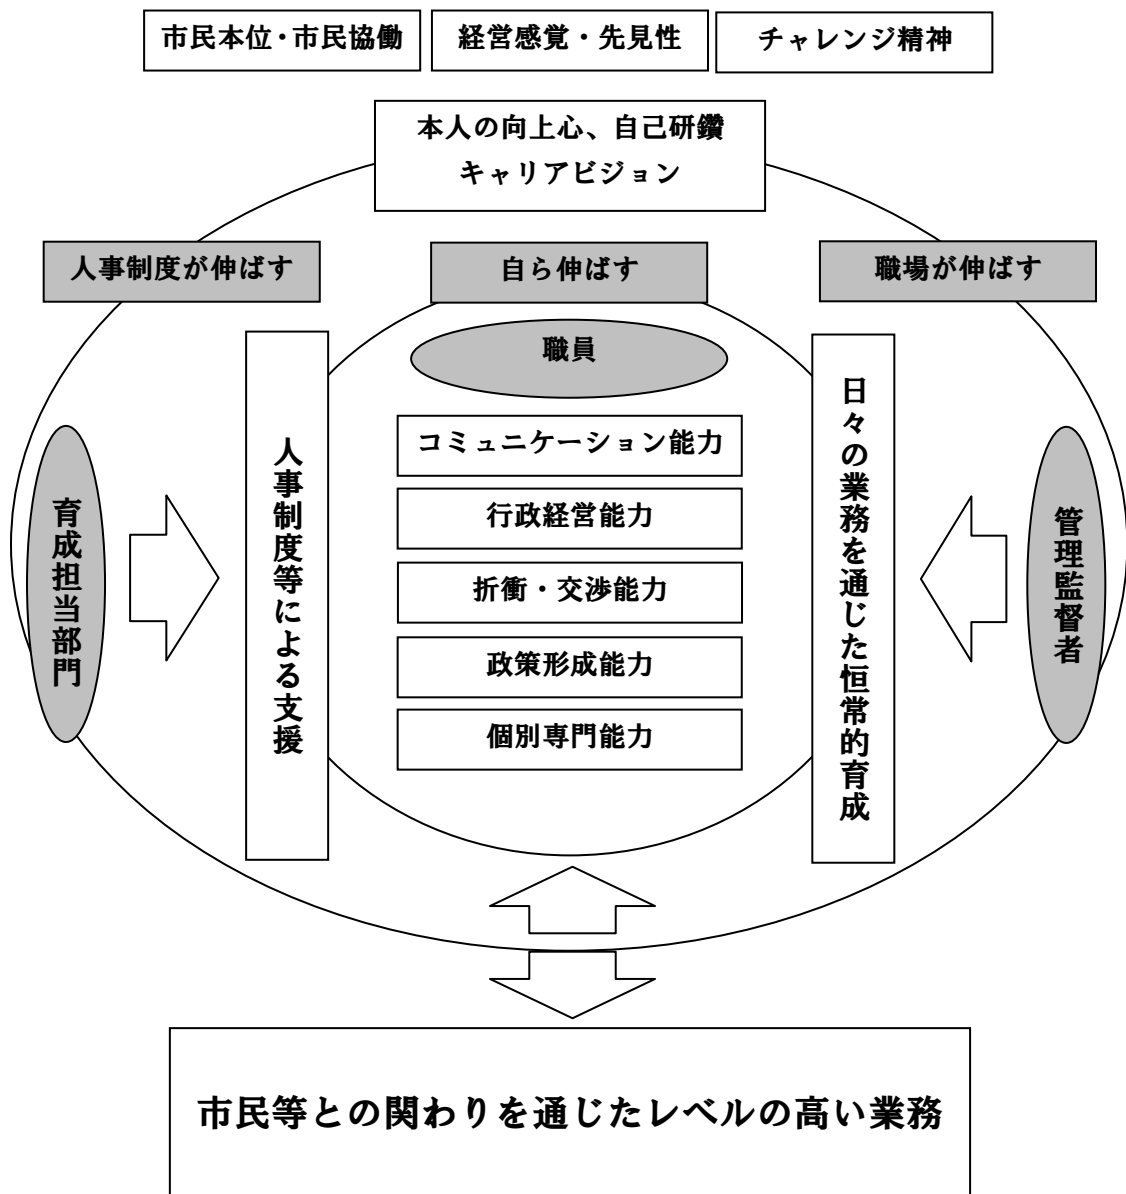 市民本位・市民協働
経営感覚・先見性
チャレンジ精神
本人の向上心、自己研鑽
キャリアビジョン
人事制度が伸ばす
自ら伸ばす
職場が伸ばす
職員
育成担当部門
人事制度等による支援
コミュニケーション能力
行政経営能力
折衝・交渉能力
政策形成能力
個別専門能力
日々の業務を通じた恒常的育成
管理監督者
市民等との関わりを通じたレベルの高い業務